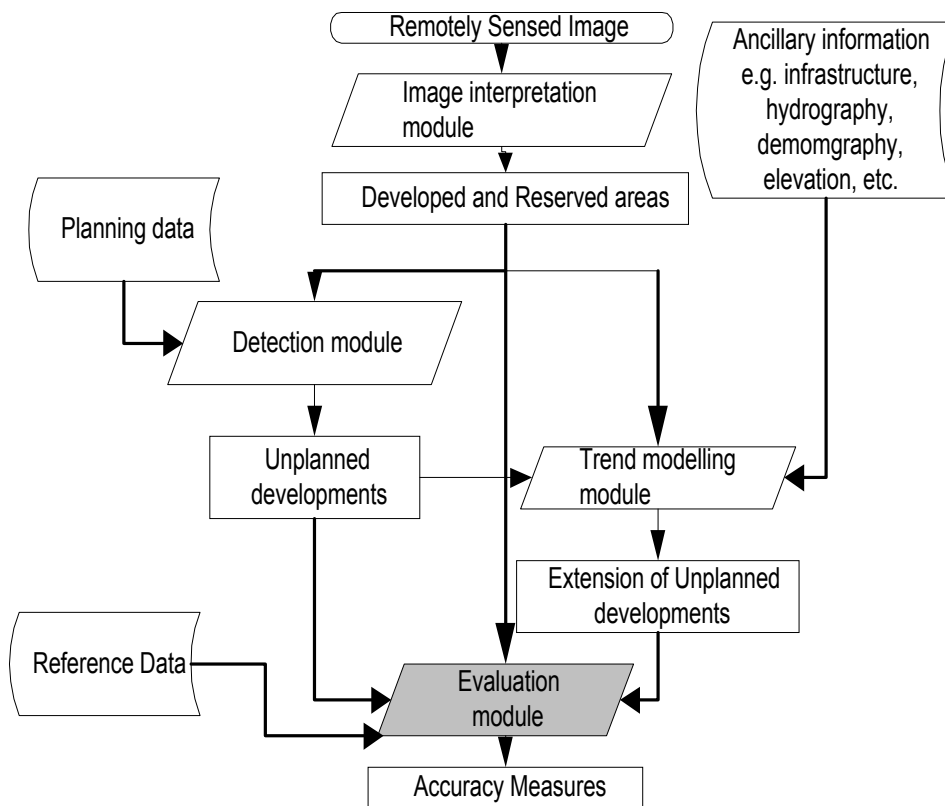 Remotely Sensed Image
Ancillary information
e.g. infrastructure,
hydrography,
demomgraphy,
elevation, etc.
Image interpretation
module
Developed and Reserved areas
Planning data
Detection module
Unplanned
developments
Trend modelling
module
Extension of Unplanned
developments
Reference Data
Evaluation
module
Accuracy Measures